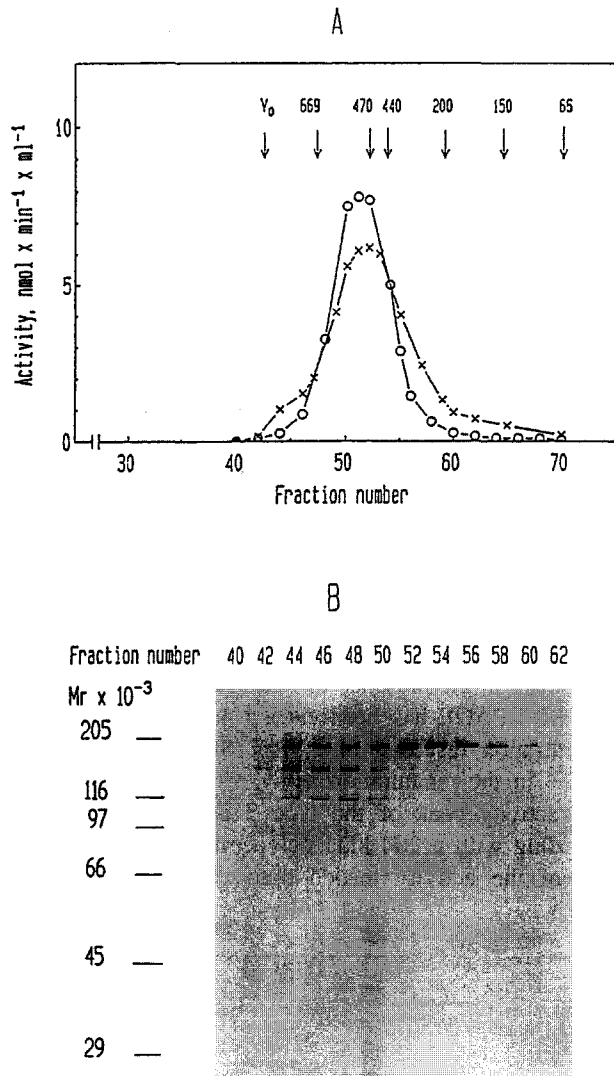 A
V₀ 669 470 440 200 150 65
10
5
0
Activity, nmol x min⁻¹ x ml⁻¹
30 40 50 60 70
Fraction number
B
Fraction number 40 42 44 46 48 50 52 54 56 58 60 62
Mr x 10⁻³
205
116
97
66
45
29